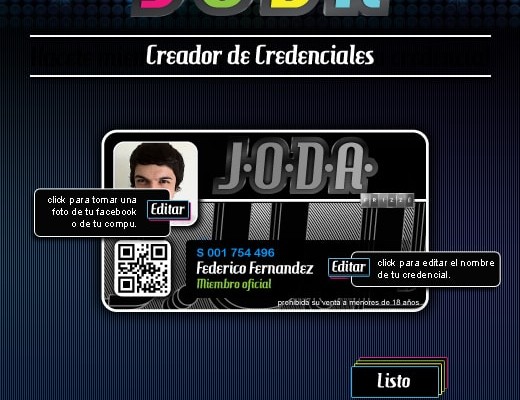 JODA
Creador de Credenciales
J·O·D·A·
FRIZZE
click para tomar una
foto de tu facebook
o de tu compu.
Editar
S 001 754 496
Federico Fernandez
Miembro oficial
Editar
click para editar el nombre
de tu credencial.
prohibida su venta a menores de 18 años.
Listo